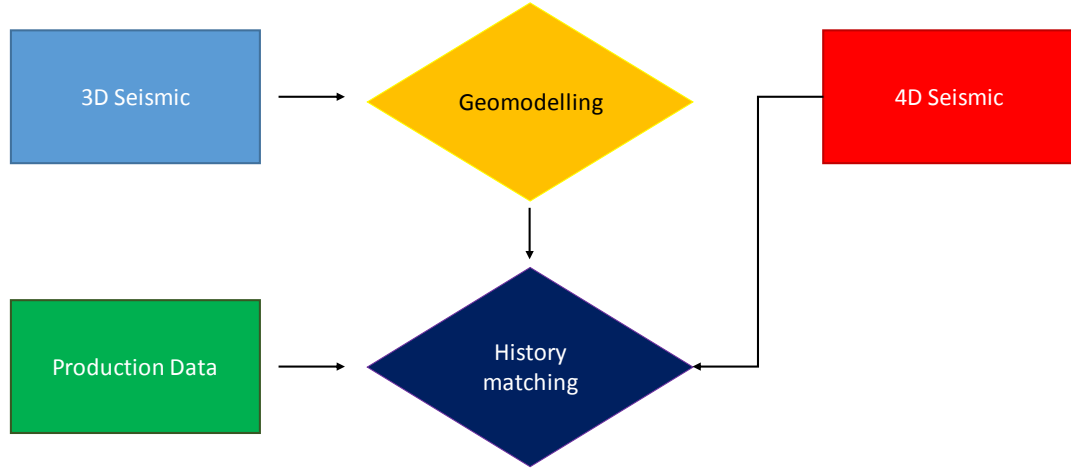 3D Seismic
Geomodelling
4D Seismic
Production Data
History
matching